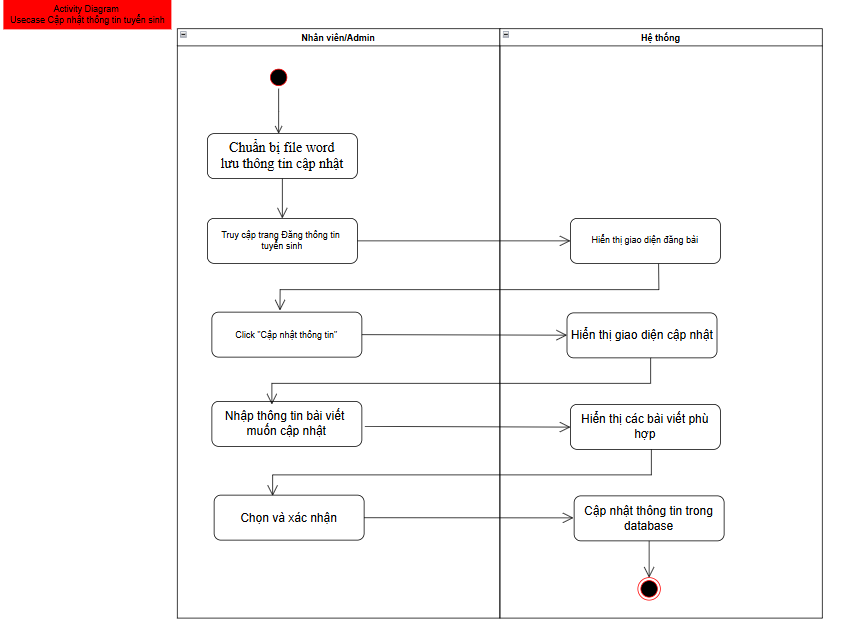 Activity Diagram
Usecase Cập nhật thông tin tuyển sinh
Nhân viên/Admin
Hệ thống
Chuẩn bị file word
lưu thông tin cập nhật
Truy cập trang Đăng thông tin
tuyển sinh
Hiển thị giao diện đăng bài
Click "Cập nhật thông tin"
Hiển thị giao diện cập nhật
Nhập thông tin bài viết
muốn cập nhật
Hiển thị các bài viết phù
hợp
Chọn và xác nhận
Cập nhật thông tin trong
database